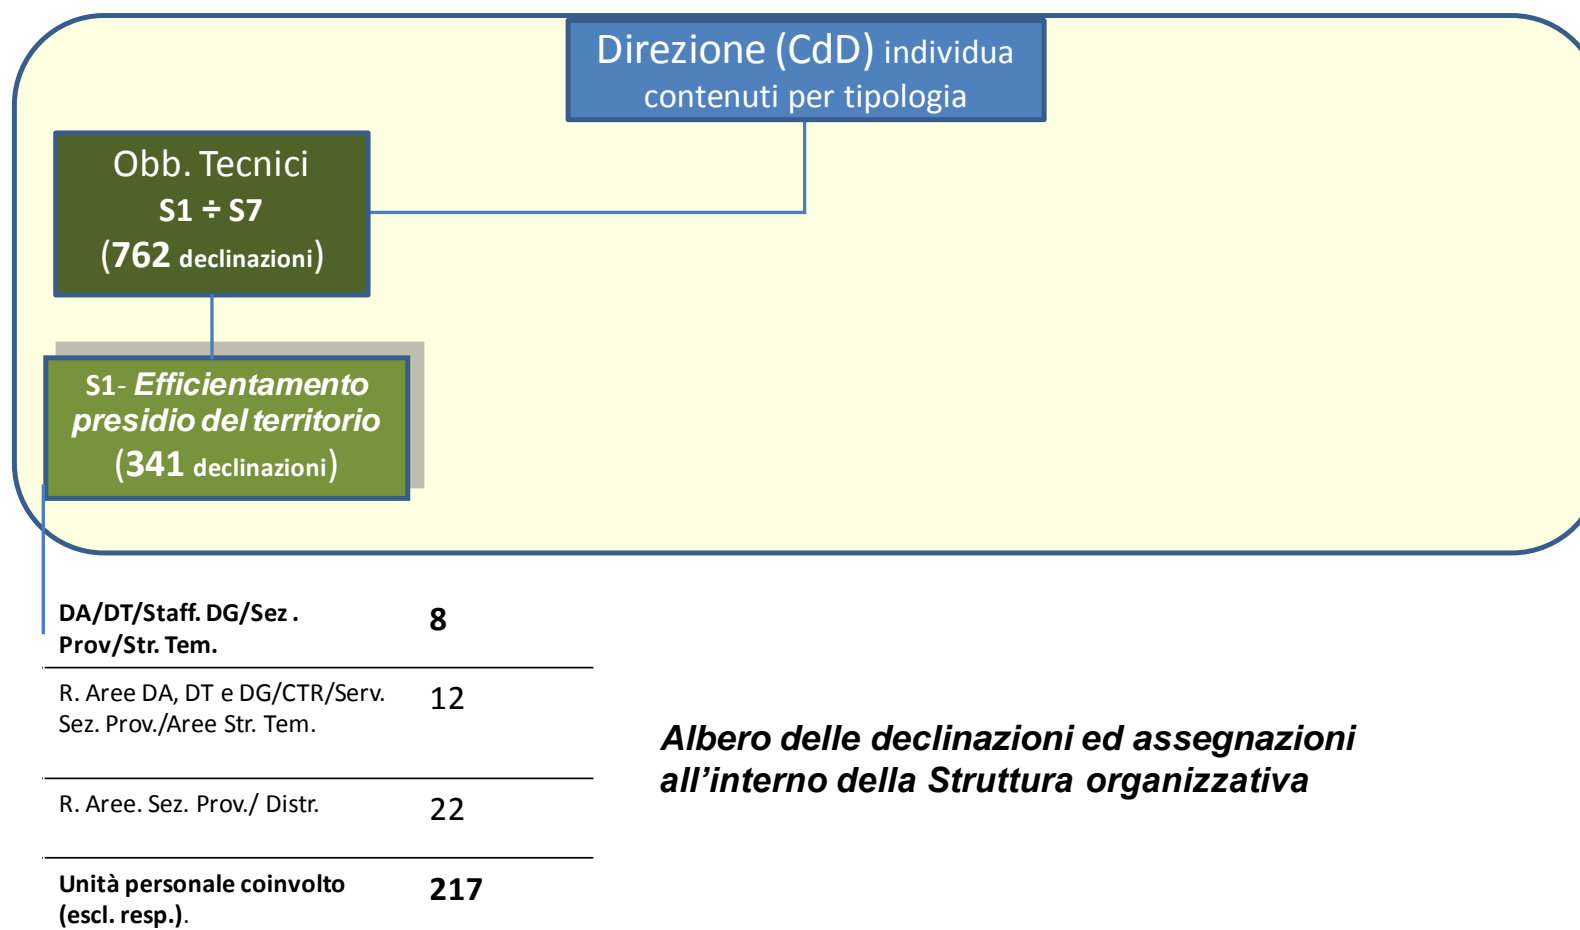 Direzione (CdD) individua
contenuti per tipologia
Obb. Tecnici
S1 ÷ S7
(762 declinazioni)
S1- Efficientamento
presidio del territorio
(341 declinazioni)
DA/DT/Staff. DG/Sez .
Prov/Str. Tem.
8
R. Aree DA, DT e DG/CTR/Serv.
Sez. Prov./Aree Str. Tem.
12
R. Aree. Sez. Prov./ Distr.
22
Unità personale coinvolto
(escl. resp.).
217
Albero delle declinazioni ed assegnazioni
all’interno della Struttura organizzativa